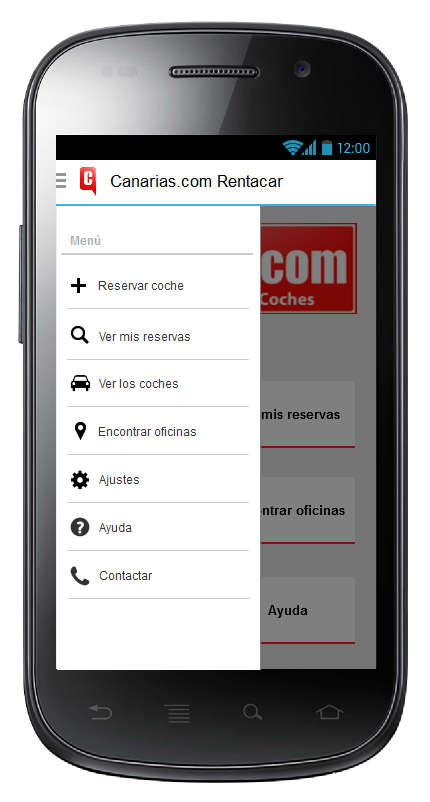 12:00
C Canarias.com Rentacar
Menú
.com
Coches
Reservar coche
Ver mis reservas
Ver los coches
mis reservas
Encontrar oficinas
Ajustes
ntrar oficinas
? Ayuda
Contactar
Ayuda